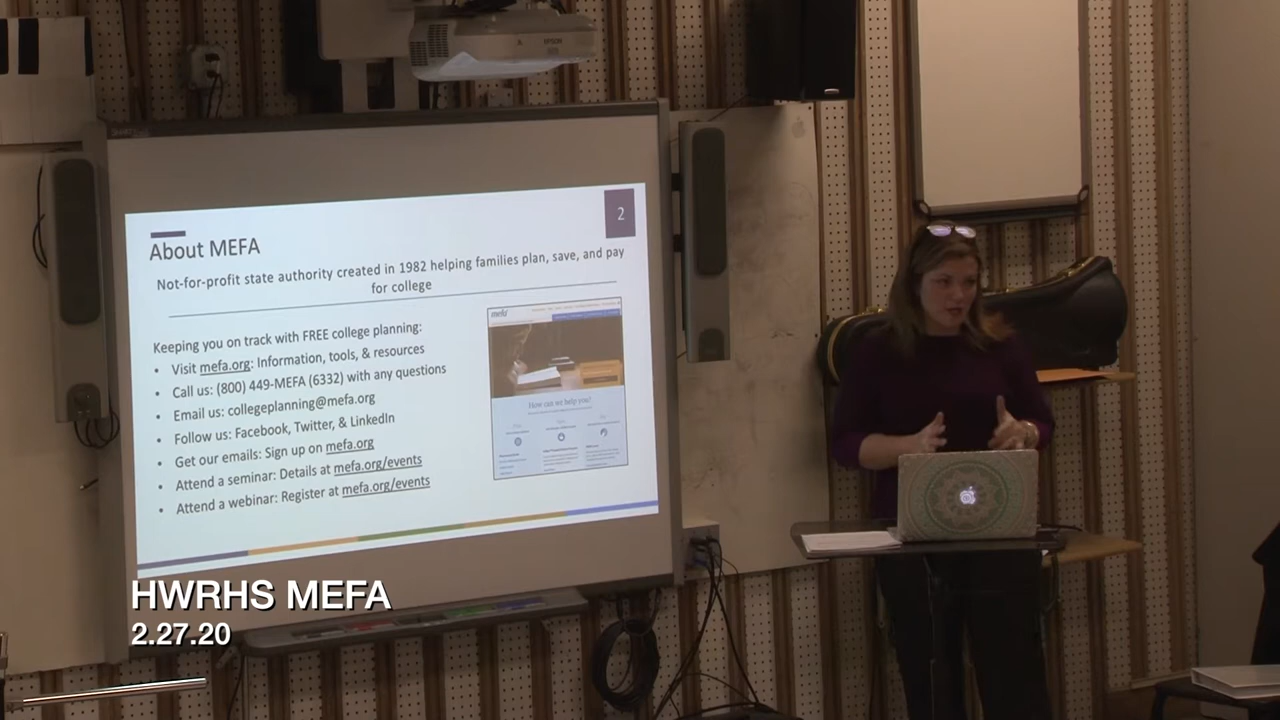 EPSON
2
About MEFA
Not-for-profit state authority created in 1982 helping families plan, save, and pay
for college
Keeping you on track with FREE college planning:
• Visit mefa.org: Information, tools, & resources
• Call us: (800) 449-MEFA (6332) with any questions
• Email us: collegeplanning@mefa.org
• Follow us: Facebook, Twitter, & LinkedIn
• Get our emails: Sign up on mefa.org
• Attend a seminar: Details at mefa.org/events
• Attend a webinar: Register at mefa.org/events
mefa
How can we help you?
HWRHS MEFA
2.27.20